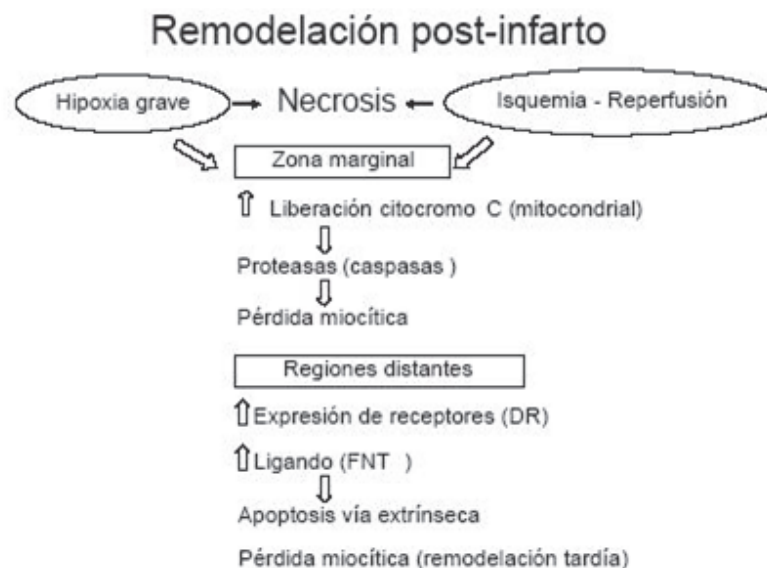 Remodelación post-infarto
Hipoxia grave
Necrosis
Isquemia - Reperfusión
Zona marginal
Liberación citocromo C (mitocondrial)
Proteasas (caspasas )
Pérdida miocítica
Regiones distantes
Expresión de receptores (DR)
Ligando (FNT )
Apoptosis vía extrínseca
Pérdida miocítica (remodelación tardía)